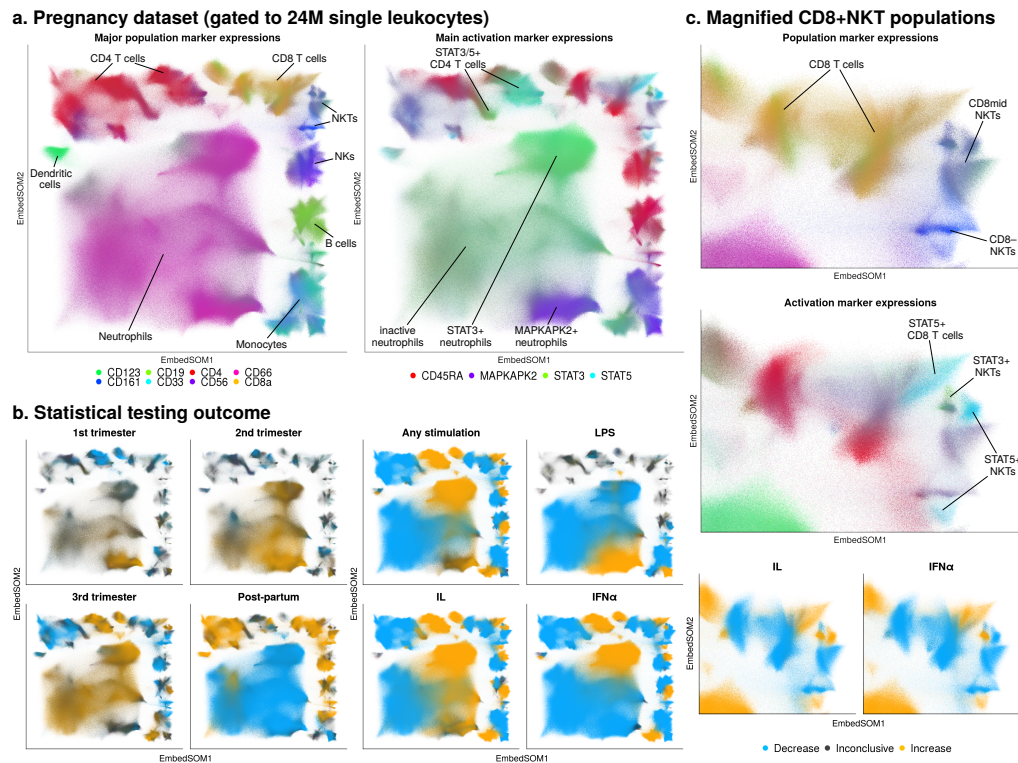 a. Pregnancy dataset (gated to 24M single leukocytes)
Major population marker expressions
CD4 T cells
CD8 T cells
NKTs
NKs
Dendritic
cells
B cells
Neutrophils
Monocytes
EmbedSOM2
EmbedSOM1
CD123 CD19 CD4 CD66
CD161 CD33 CD56 CD8a
Main activation marker expressions
STAT3/5+
CD4 T cells
inactive
neutrophils
STAT3+
neutrophils
MAPKAPK2+
neutrophils
EmbedSOM2
EmbedSOM1
CD45RA MAPKAPK2 STAT3 STAT5
b. Statistical testing outcome
1st trimester
2nd trimester
Any stimulation
LPS
3rd trimester
Post-partum
IL
IFNα
EmbedSOM2
EmbedSOM2
EmbedSOM1
EmbedSOM1
c. Magnified CD8+NKT populations
Population marker expressions
CD8 T cells
CD8mid
NKTs
CD8–
NKTs
EmbedSOM2
EmbedSOM1
Activation marker expressions
STAT5+
CD8 T cells
STAT3+
NKTs
STAT5+
NKTs
EmbedSOM2
EmbedSOM1
IL
IFNα
EmbedSOM2
EmbedSOM1
Decrease Inconclusive Increase